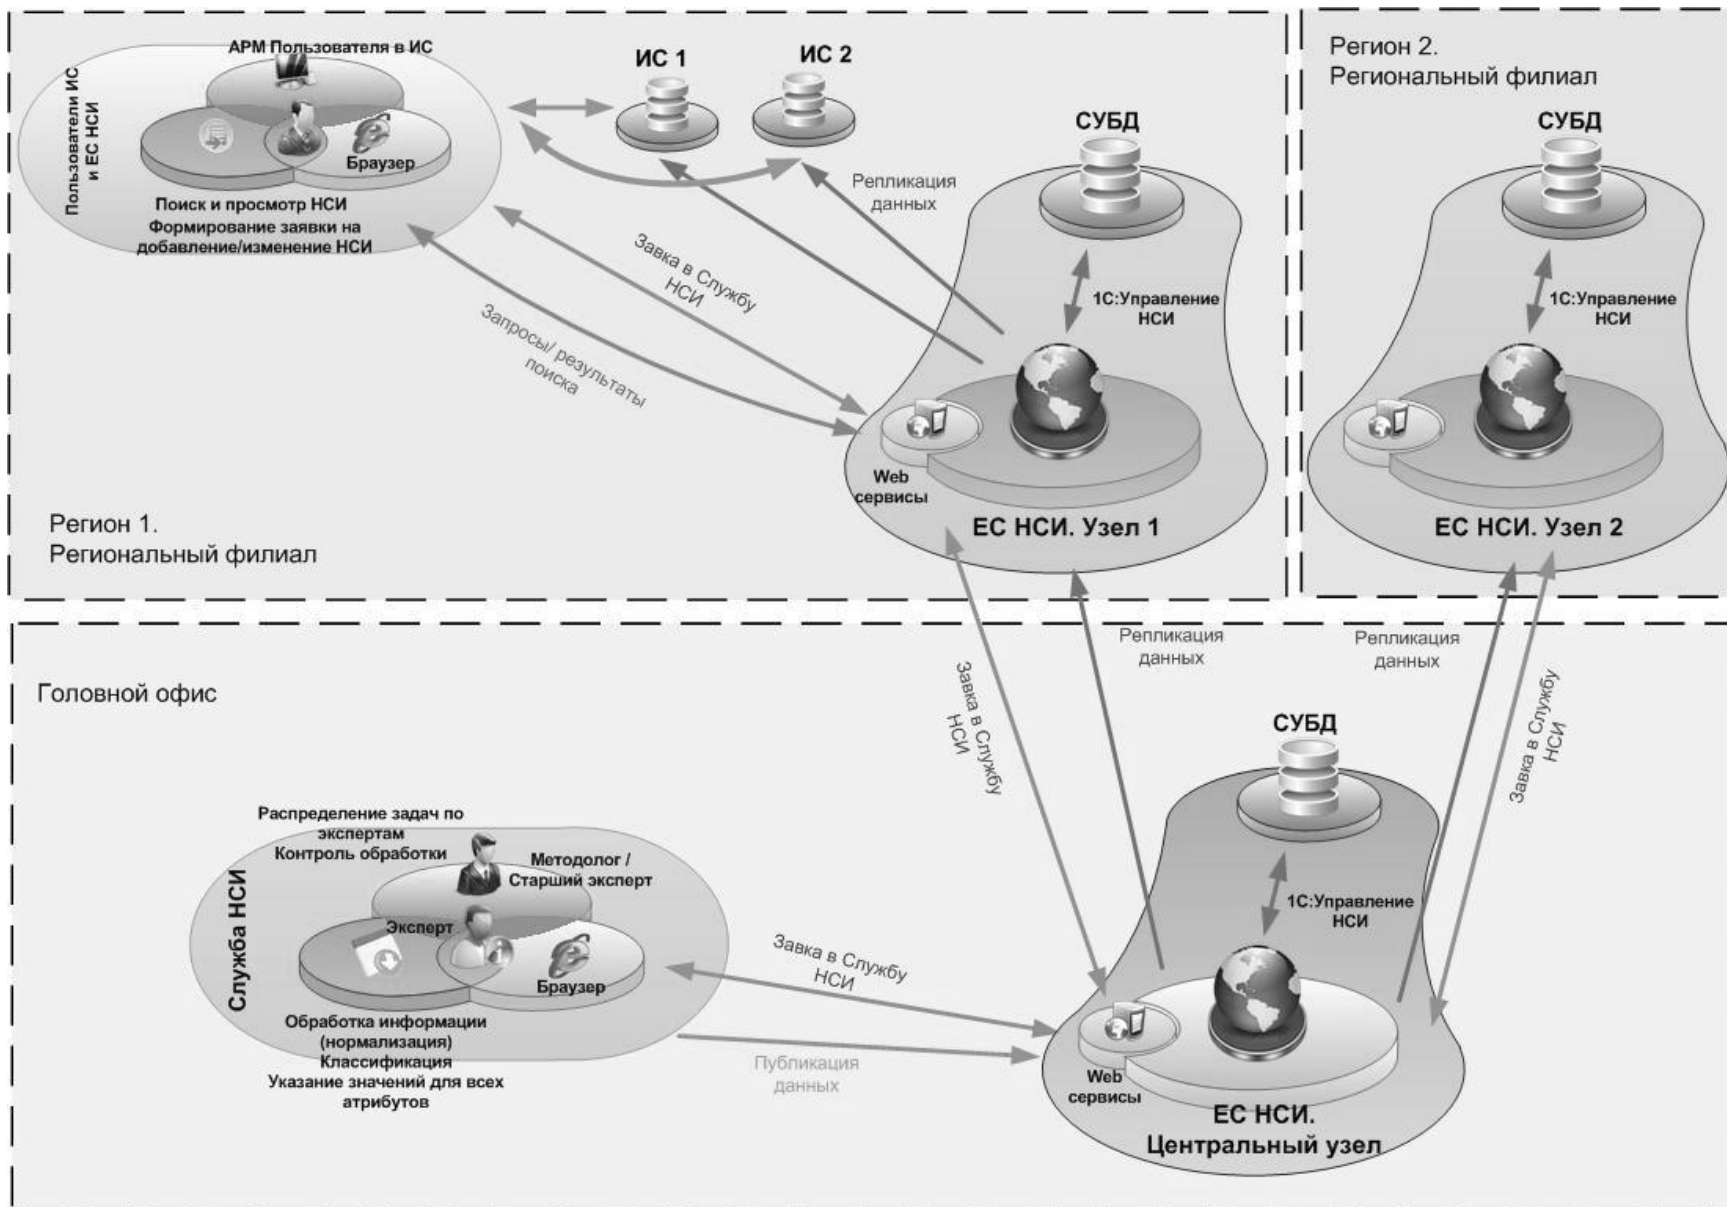 АРМ Пользователя в ИС
Пользователи ИС
и ЕС НСИ
Браузер
Поиск и просмотр НСИ
Формирование заявки на
добавление/изменение НСИ
ИС 1
ИС 2
Репликация
данных
Завка в Службу
НСИ
Запросы/ результаты
поиска
СУБД
1С:Управление
НСИ
Web
сервисы
ЕС НСИ. Узел 1
Регион 1.
Региональный филиал
Регион 2.
Региональный филиал
СУБД
1С:Управление
НСИ
ЕС НСИ. Узел 2
Головной офис
Завка в Службу
НСИ
Репликация
данных
Репликация
данных
Завка в Службу
НСИ
Распределение задач по
экспертам
Контроль обработки
Методолог /
Старший эксперт
Служба НСИ
Эксперт
Браузер
Обработка информации
(нормализация)
Классификация
Указание значений для всех
атрибутов
Завка в Службу
НСИ
Публикация
данных
СУБД
1С:Управление
НСИ
Web
сервисы
ЕС НСИ.
Центральный узел